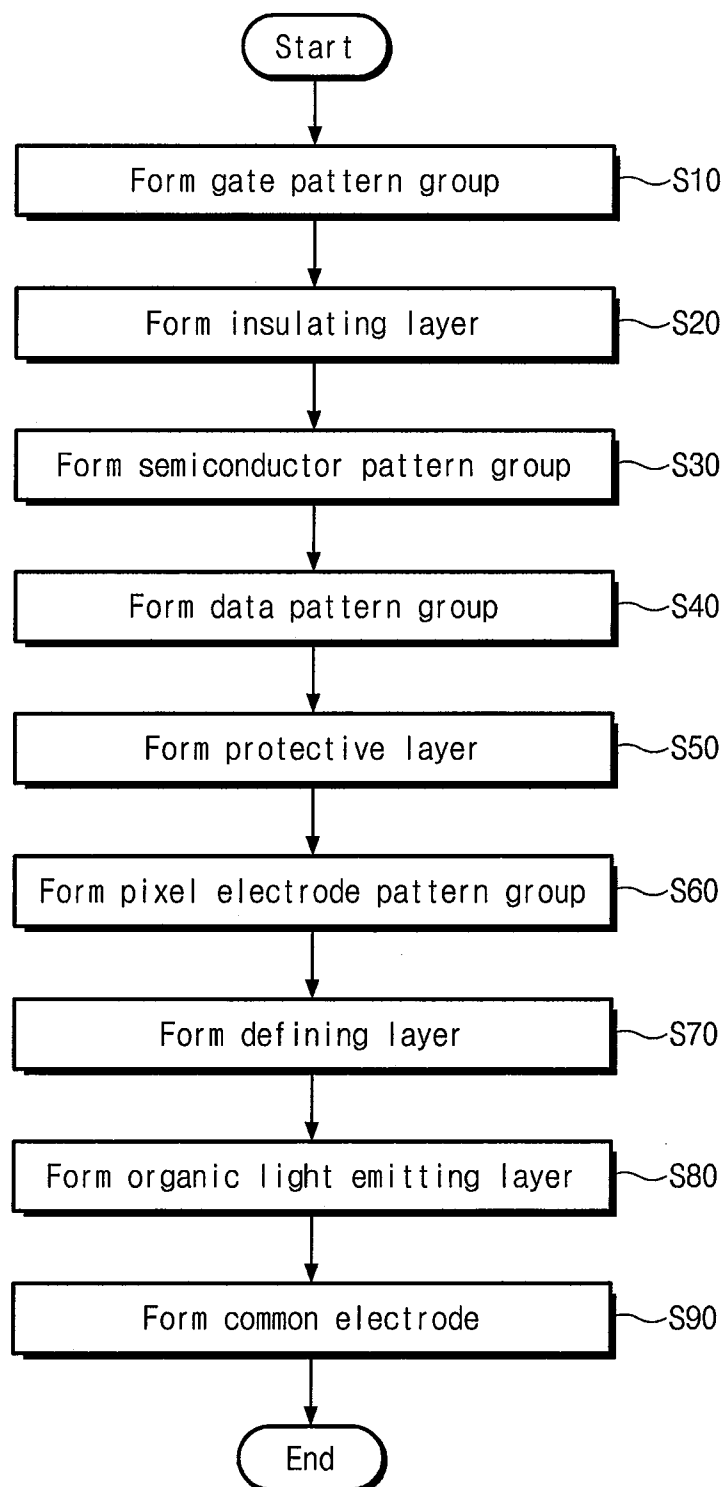 Start
Form gate pattern group S10
Form insulating layer S20
Form semiconductor pattern group S30
Form data pattern group S40
Form protective layer S50
Form pixel electrode pattern group S60
Form defining layer S70
Form organic light emitting layer S80
Form common electrode S90
End